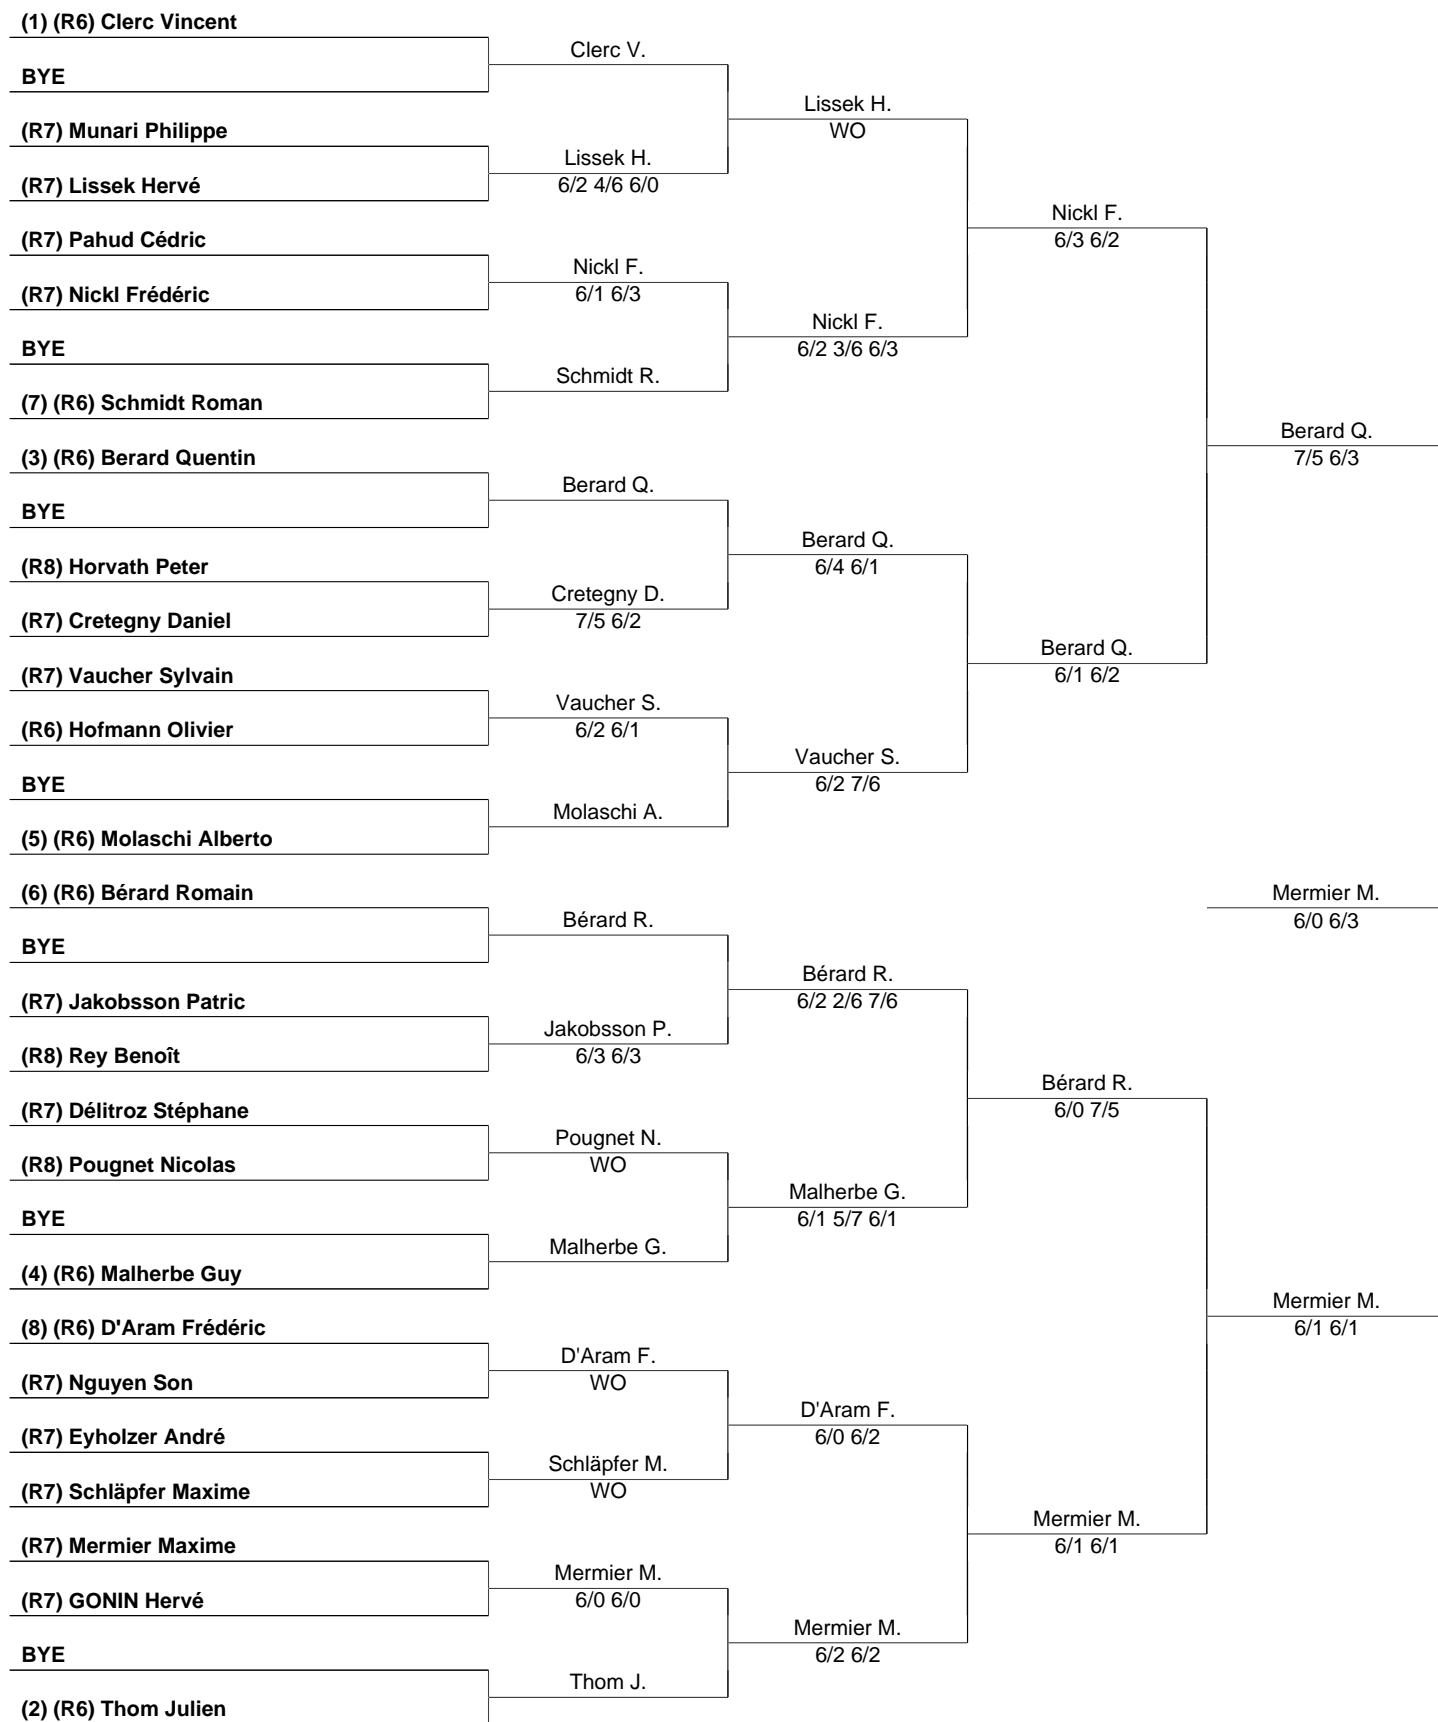 (1) (R6) Clerc Vincent
Clerc V.
BYE
Lissek H.
WO
(R7) Munari Philippe
Lissek H.
6/2 4/6 6/0
(R7) Lissek Hervé
Nickl F.
6/3 6/2
(R7) Pahud Cédric
Nickl F.
6/1 6/3
(R7) Nickl Frédéric
Nickl F.
6/2 3/6 6/3
BYE
Schmidt R.
(7) (R6) Schmidt Roman
Berard Q.
7/5 6/3
(3) (R6) Berard Quentin
Berard Q.
BYE
Berard Q.
6/4 6/1
(R8) Horvath Peter
Cretegny D.
7/5 6/2
(R7) Cretegny Daniel
Berard Q.
6/1 6/2
(R7) Vaucher Sylvain
Vaucher S.
6/2 6/1
(R6) Hofmann Olivier
Vaucher S.
6/2 7/6
BYE
Molaschi A.
(5) (R6) Molaschi Alberto
(6) (R6) Bérard Romain
Mermier M.
6/0 6/3
Bérard R.
BYE
Bérard R.
6/2 2/6 7/6
(R7) Jakobsson Patric
Jakobsson P.
6/3 6/3
(R8) Rey Benoît
Bérard R.
6/0 7/5
(R7) Délitroz Stéphane
Pougnet N.
WO
(R8) Pougnet Nicolas
Malherbe G.
6/1 5/7 6/1
BYE
Malherbe G.
(4) (R6) Malherbe Guy
Mermier M.
6/1 6/1
(8) (R6) D'Aram Frédéric
D'Aram F.
WO
(R7) Nguyen Son
D'Aram F.
6/0 6/2
(R7) Eyholzer André
Schläpfer M.
WO
(R7) Schläpfer Maxime
Mermier M.
6/1 6/1
(R7) Mermier Maxime
Mermier M.
6/0 6/0
(R7) GONIN Hervé
Mermier M.
6/2 6/2
BYE
Thom J.
(2) (R6) Thom Julien